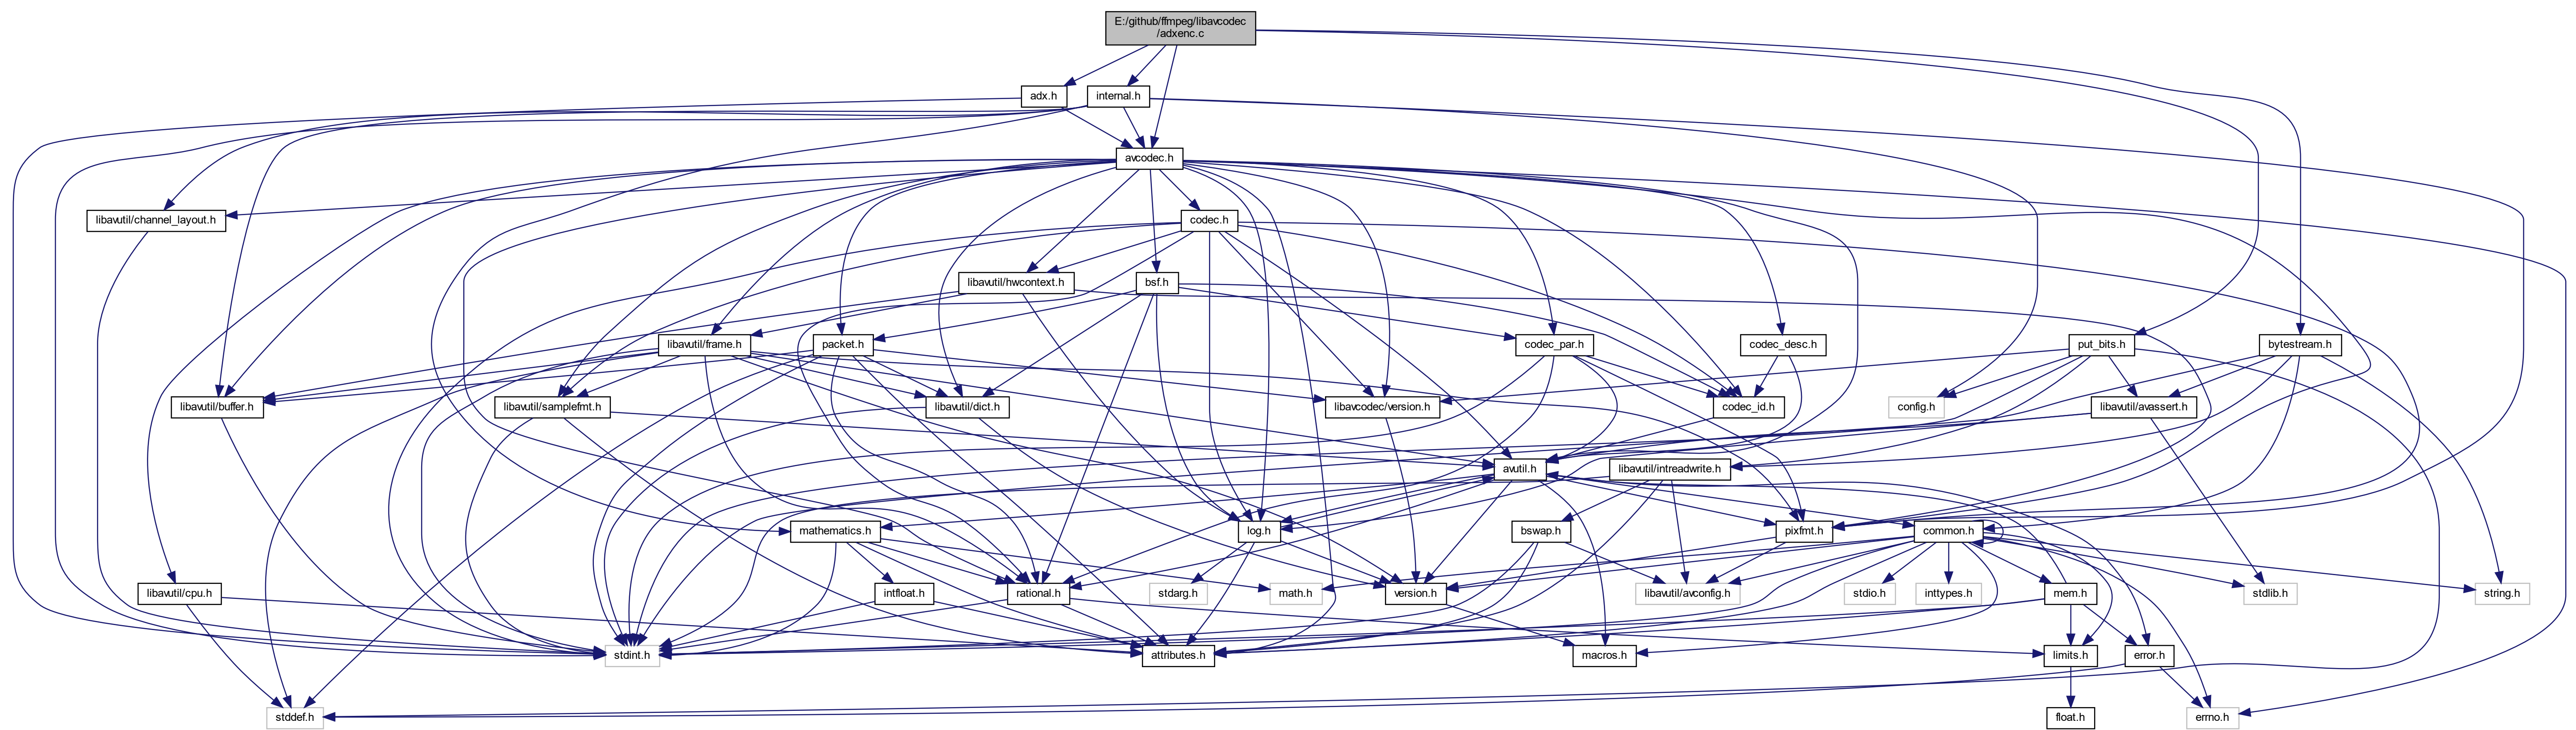 E:/github/ffmpeg/libavcodec
/adxenc.c
adx.h
internal.h
avcodec.h
libavutil/channel_layout.h
codec.h
libavutil/hwcontext.h
bsf.h
libavutil/frame.h
packet.h
codec_par.h
codec_desc.h
put_bits.h
bytestream.h
libavutil/buffer.h
libavutil/samplefmt.h
libavutil/dict.h
libavcodec/version.h
codec_id.h
config.h
libavutil/avassert.h
avutil.h
libavutil/intreadwrite.h
mathematics.h
log.h
bswap.h
pixfmt.h
common.h
libavutil/cpu.h
intfloat.h
rational.h
stdarg.h
math.h
version.h
libavutil/avconfig.h
stdio.h
inttypes.h
mem.h
stdlib.h
string.h
stdint.h
attributes.h
macros.h
limits.h
error.h
stddef.h
float.h
errno.h